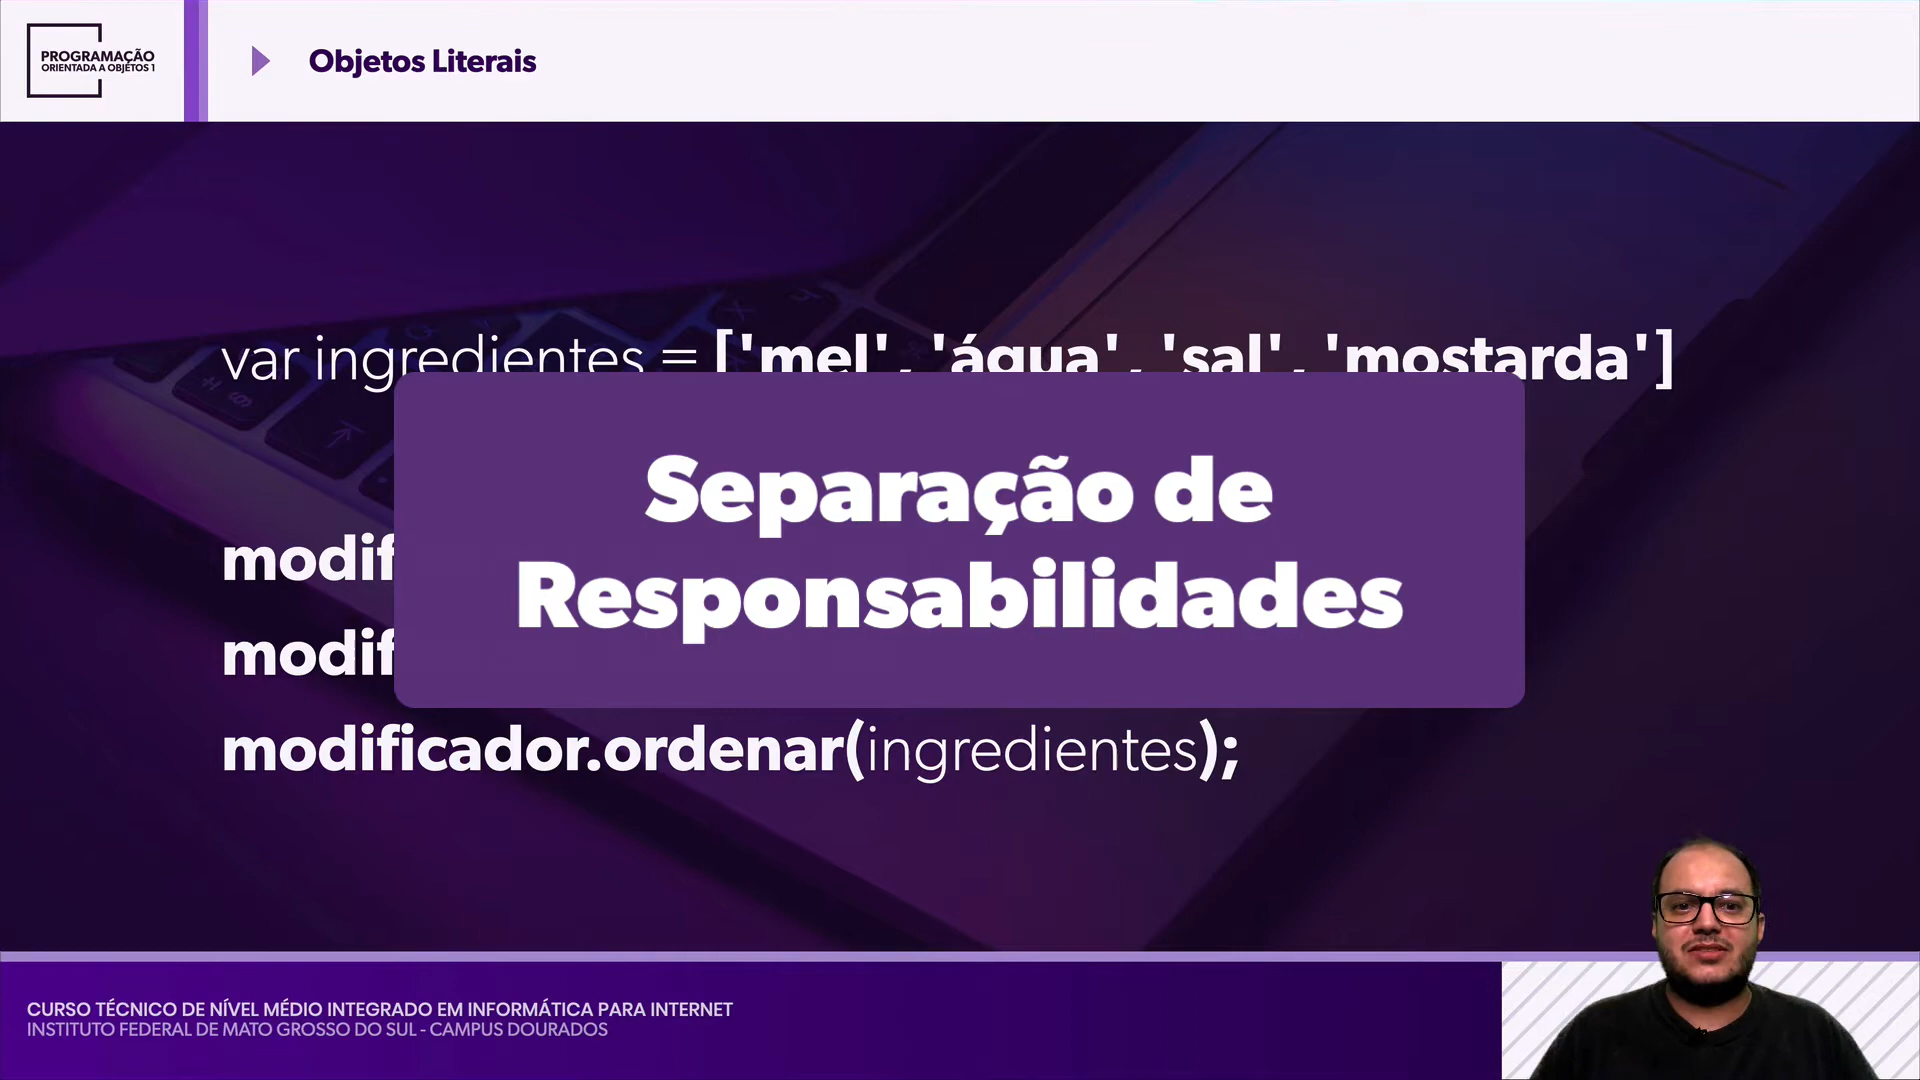 PROGRAMAÇÃO
ORIENTADA A OBJETOS 1
Objetos Literais
var ingredientes = ['mel', 'água', 'sal', 'mostarda']
Separação de
Responsabilidades
modif
modif
modificador.ordenar(ingredientes);
CURSO TÉCNICO DE NÍVEL MÉDIO INTEGRADO EM INFORMÁTICA PARA INTERNET
INSTITUTO FEDERAL DE MATO GROSSO DO SUL - CAMPUS DOURADOS